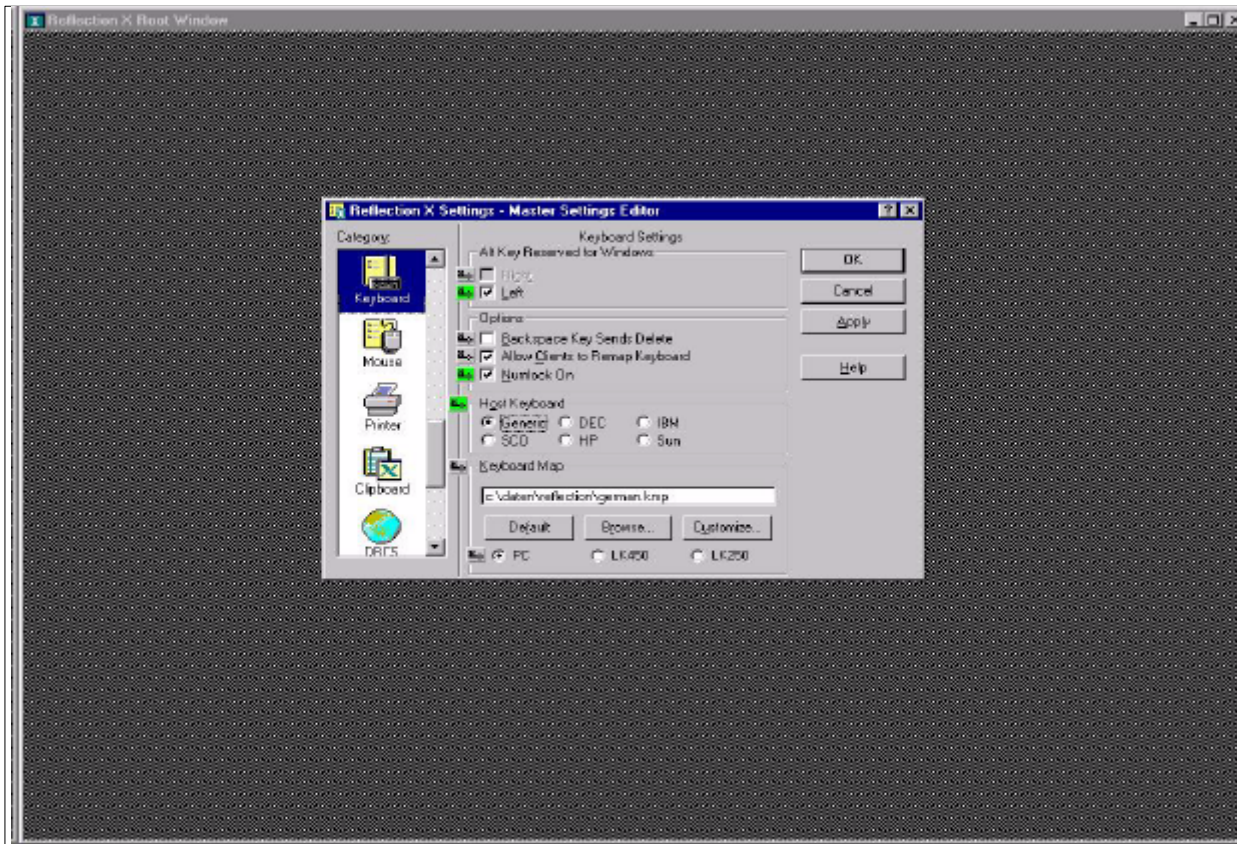 Reflection X Root Window
Reflection X Settings - Master Settings Editor
Category:
Keyboard
Mouse
Printer
Clipboard
DBCS
Keyboard Settings
Alt Key Reserved for Windows
Right
Left
Options
Backspace Key Sends Delete
Allow Clients to Remap Keyboard
Numlock On
Host Keyboard
Generic DEC IBM
SCO HP Sun
Keyboard Map
c:\daten\reflection\german.kmp
Default Browse... Customize...
PC LK450 LK250
OK
Cancel
Apply
Help